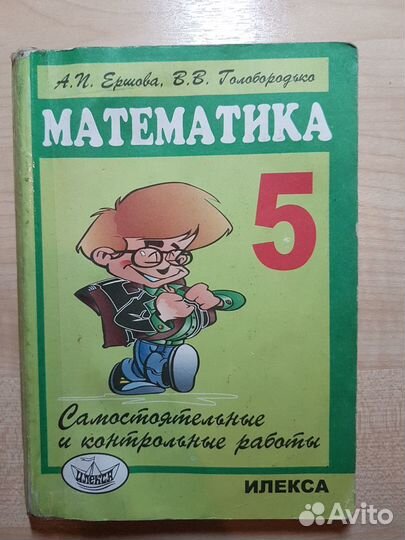 А.П. Ершова, В.В. Голобородько
МАТЕМАТИКА
5
Самостоятельные
и контрольные работы
ИЛЕКСА
ИЛЕКСА
Avito